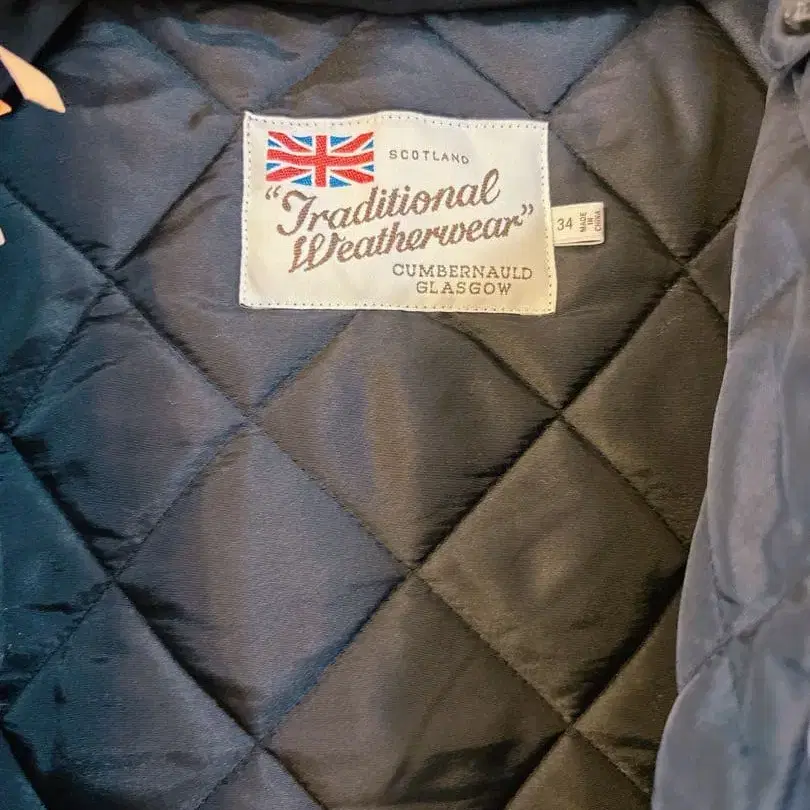 SCOTLAND
"Traditional
Weatherwear"
CUMBERNAULD
GLASGOW
34
MADE
IN
CHINA